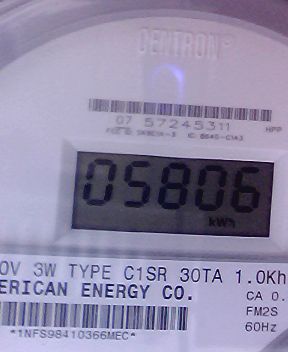 CENTRON®
07 57245311
HPP
05806
kWh
0V 3W TYPE C1SR 30TA 1.0Kh
ERICAN ENERGY CO.
CA 0.
FM2S
60Hz
*1NFS98410366MEC*